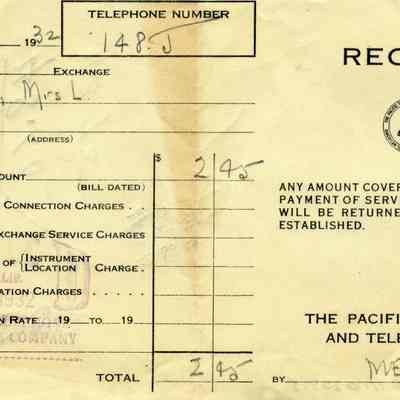 TELEPHONE NUMBER
1932
148-J
REC
EXCHANGE
, Mrs L.
(ADDRESS)
$
OUNT
2 45
(BILL DATED)
CONNECTION CHARGES . .
XCHANGE SERVICE CHARGES
OF {INSTRUMENT
LOCATION CHARGE .
ATION CHARGES
1932
N RATE 19 TO 19
COMPANY
TOTAL
2 45
ANY AMOUNT COVER
PAYMENT OF SERV
WILL BE RETURNE
ESTABLISHED.
THE PACIFI
AND TELE
BY